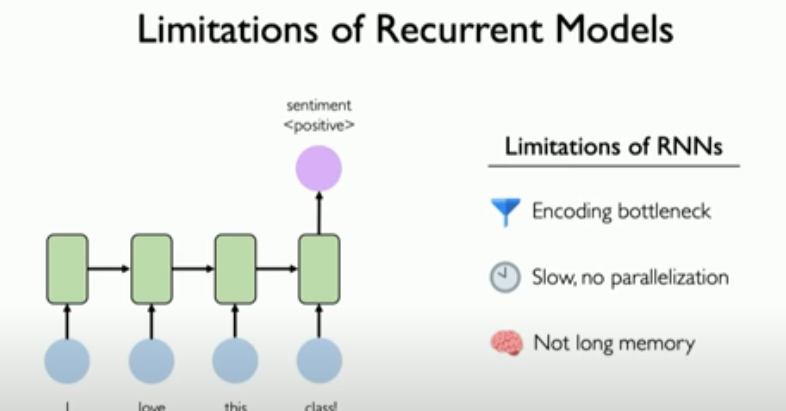 Limitations of Recurrent Models
sentiment
<positive>
I love this class!
Limitations of RNNs
Encoding bottleneck
Slow, no parallelization
Not long memory